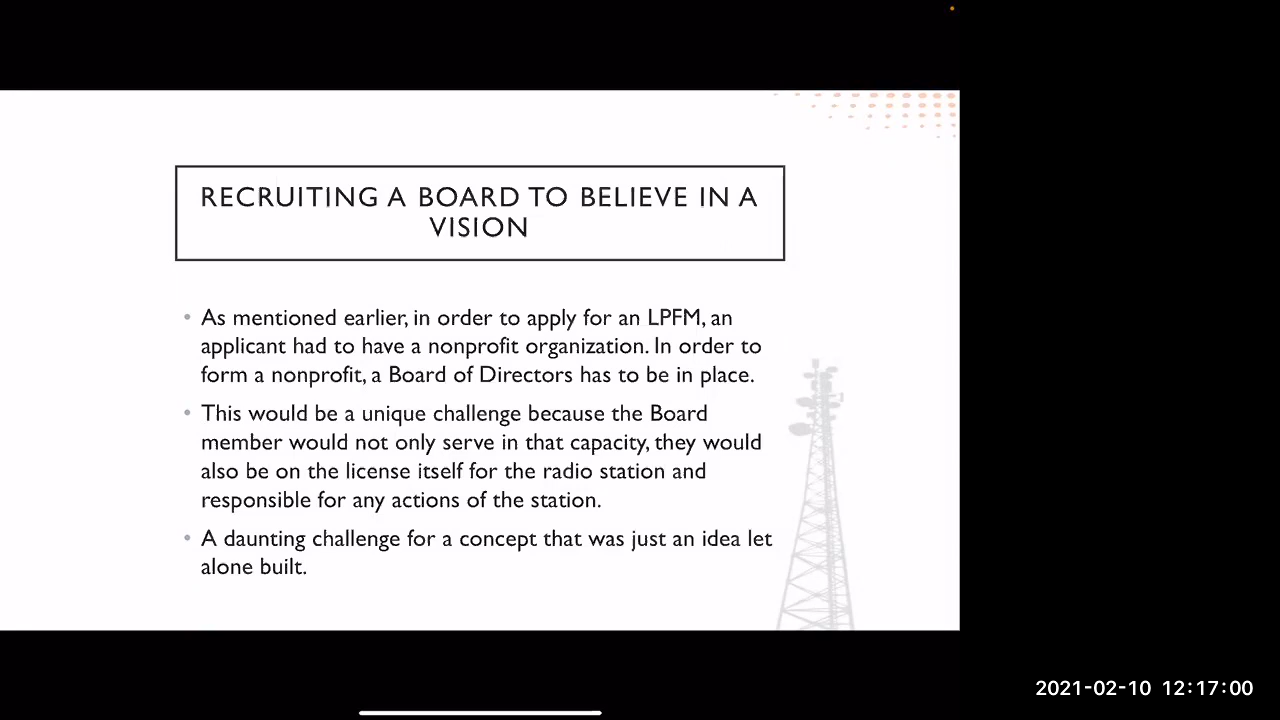 RECRUITING A BOARD TO BELIEVE IN A
VISION
• As mentioned earlier, in order to apply for an LPFM, an
applicant had to have a nonprofit organization. In order to
form a nonprofit, a Board of Directors has to be in place.
• This would be a unique challenge because the Board
member would not only serve in that capacity, they would
also be on the license itself for the radio station and
responsible for any actions of the station.
• A daunting challenge for a concept that was just an idea let
alone built.
2021-02-10 12:17:00